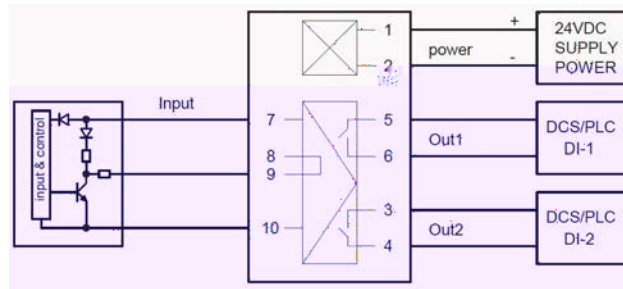 1
+
24VDC
power
SUPPLY
2
-
POWER
Input
input & control
7
5
DCS/PLC
8
Out1
DI-1
9
6
3
DCS/PLC
10
Out2
DI-2
4